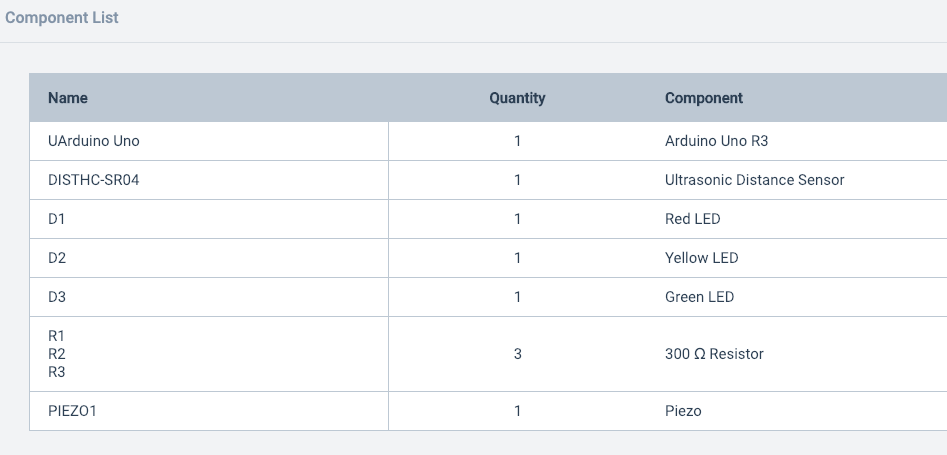 Component List
Name Quantity Component
UArduino Uno 1 Arduino Uno R3
DISTHC-SR04 1 Ultrasonic Distance Sensor
D1 1 Red LED
D2 1 Yellow LED
D3 1 Green LED
R1
R2 3 300 Ω Resistor
R3
PIEZO1 1 Piezo